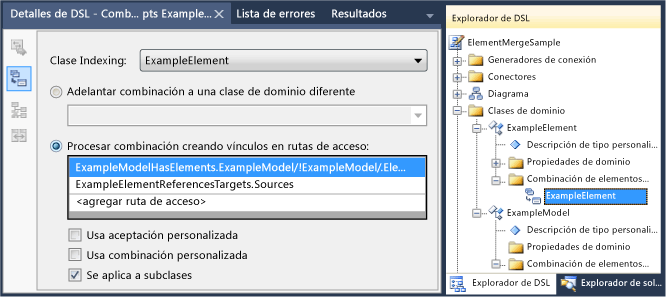 Detalles de DSL - Comb... pts Example...
Lista de errores
Resultados
Clase Indexing:
ExampleElement
Adelantar combinación a una clase de dominio diferente
Procesar combinación creando vínculos en rutas de acceso:
ExampleModelHasElements.ExampleModel/!ExampleModel/.Ele...
ExampleElementReferencesTargets.Sources
<agregar ruta de acceso>
Usa aceptación personalizada
Usa combinación personalizada
Se aplica a subclases
Explorador de DSL
ElementMergeSample
Generadores de conexión
Conectores
Diagrama
Clases de dominio
ExampleElement
Descripción de tipo personali...
Propiedades de dominio
Combinación de elementos...
ExampleElement
ExampleModel
Descripción de tipo personali...
Propiedades de dominio
Combinación de elementos...
Explorador de DSL
Explorador de sol...